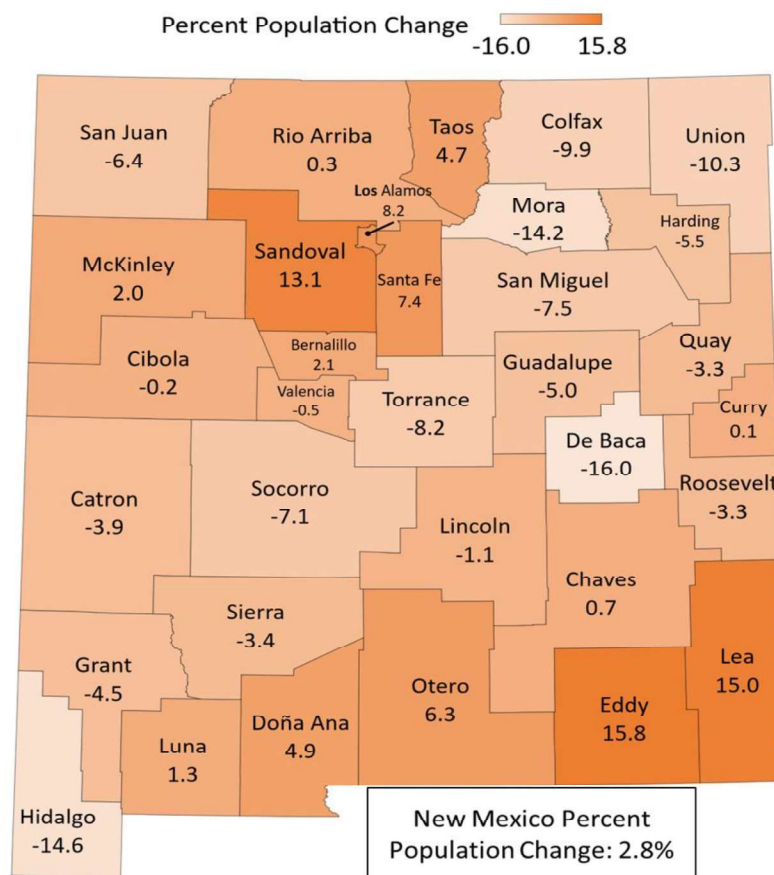 Percent Population Change
-16.0 15.8
San Juan
-6.4
Rio Arriba
0.3
Taos
4.7
Colfax
-9.9
Union
-10.3
Los Alamos
8.2
Mora
-14.2
Harding
-5.5
McKinley
2.0
Sandoval
13.1
Santa Fe
7.4
San Miguel
-7.5
Cibola
-0.2
Bernalillo
2.1
Valencia
-0.5
Torrance
-8.2
Guadalupe
-5.0
Quay
-3.3
Curry
0.1
De Baca
-16.0
Roosevelt
-3.3
Catron
-3.9
Socorro
-7.1
Lincoln
-1.1
Chaves
0.7
Sierra
-3.4
Grant
-4.5
Luna
1.3
Doña Ana
4.9
Otero
6.3
Eddy
15.8
Lea
15.0
Hidalgo
-14.6
New Mexico Percent
Population Change: 2.8%